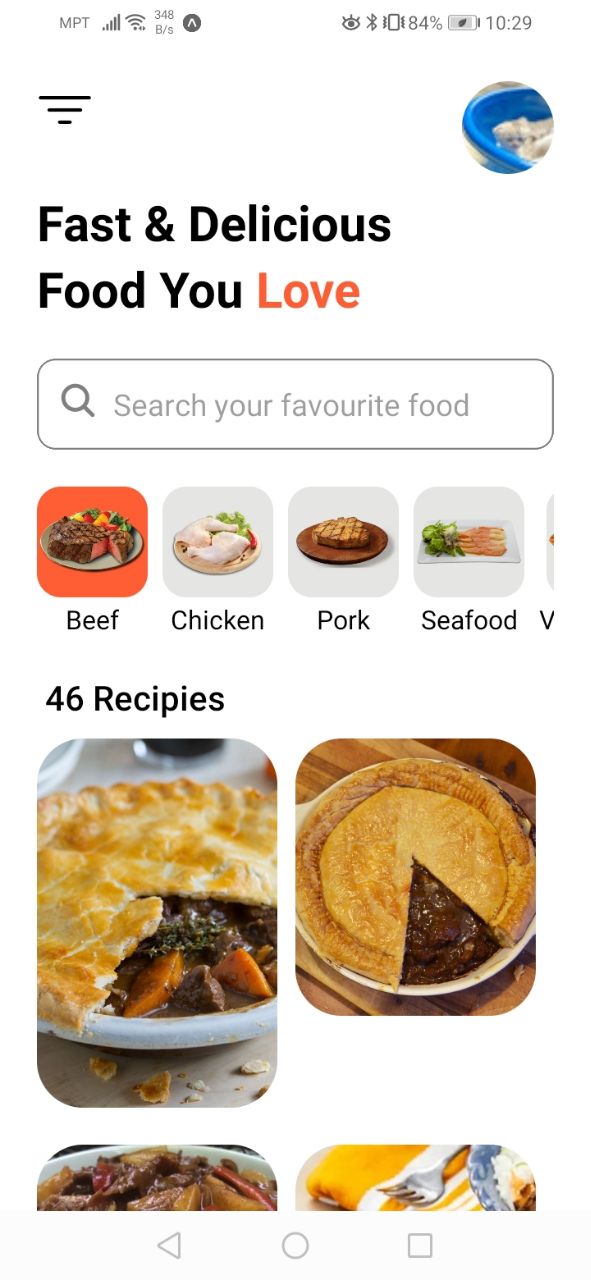 MPT 348 B/s 84% 10:29
Fast & Delicious
Food You Love
Search your favourite food
Beef Chicken Pork Seafood V
46 Recipies